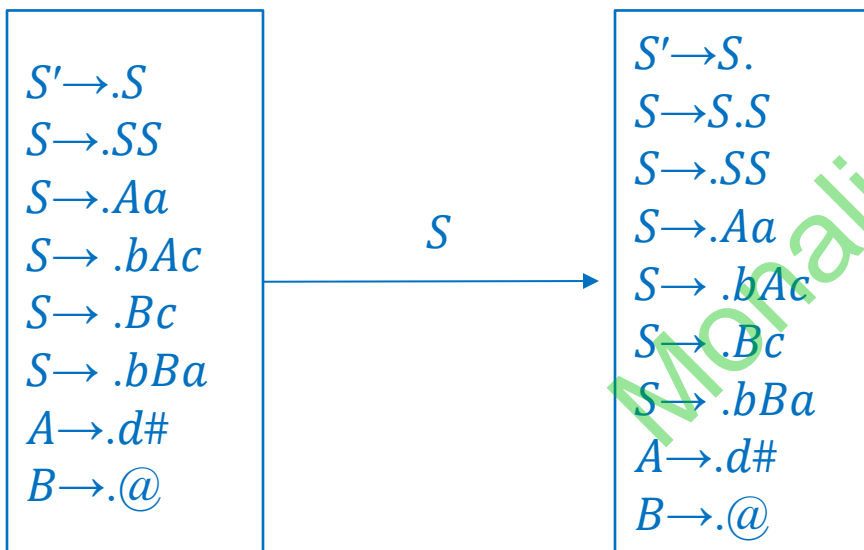 S′→.S
S→.SS
S→.Aa
S→ .bAc
S→ .Bc
S→ .bBa
A→.d#
B→.@
S
S′→S.
S→S.S
S→.SS
S→.Aa
S→ .bAc
S→ .Bc
S→ .bBa
A→.d#
B→.@
Monali